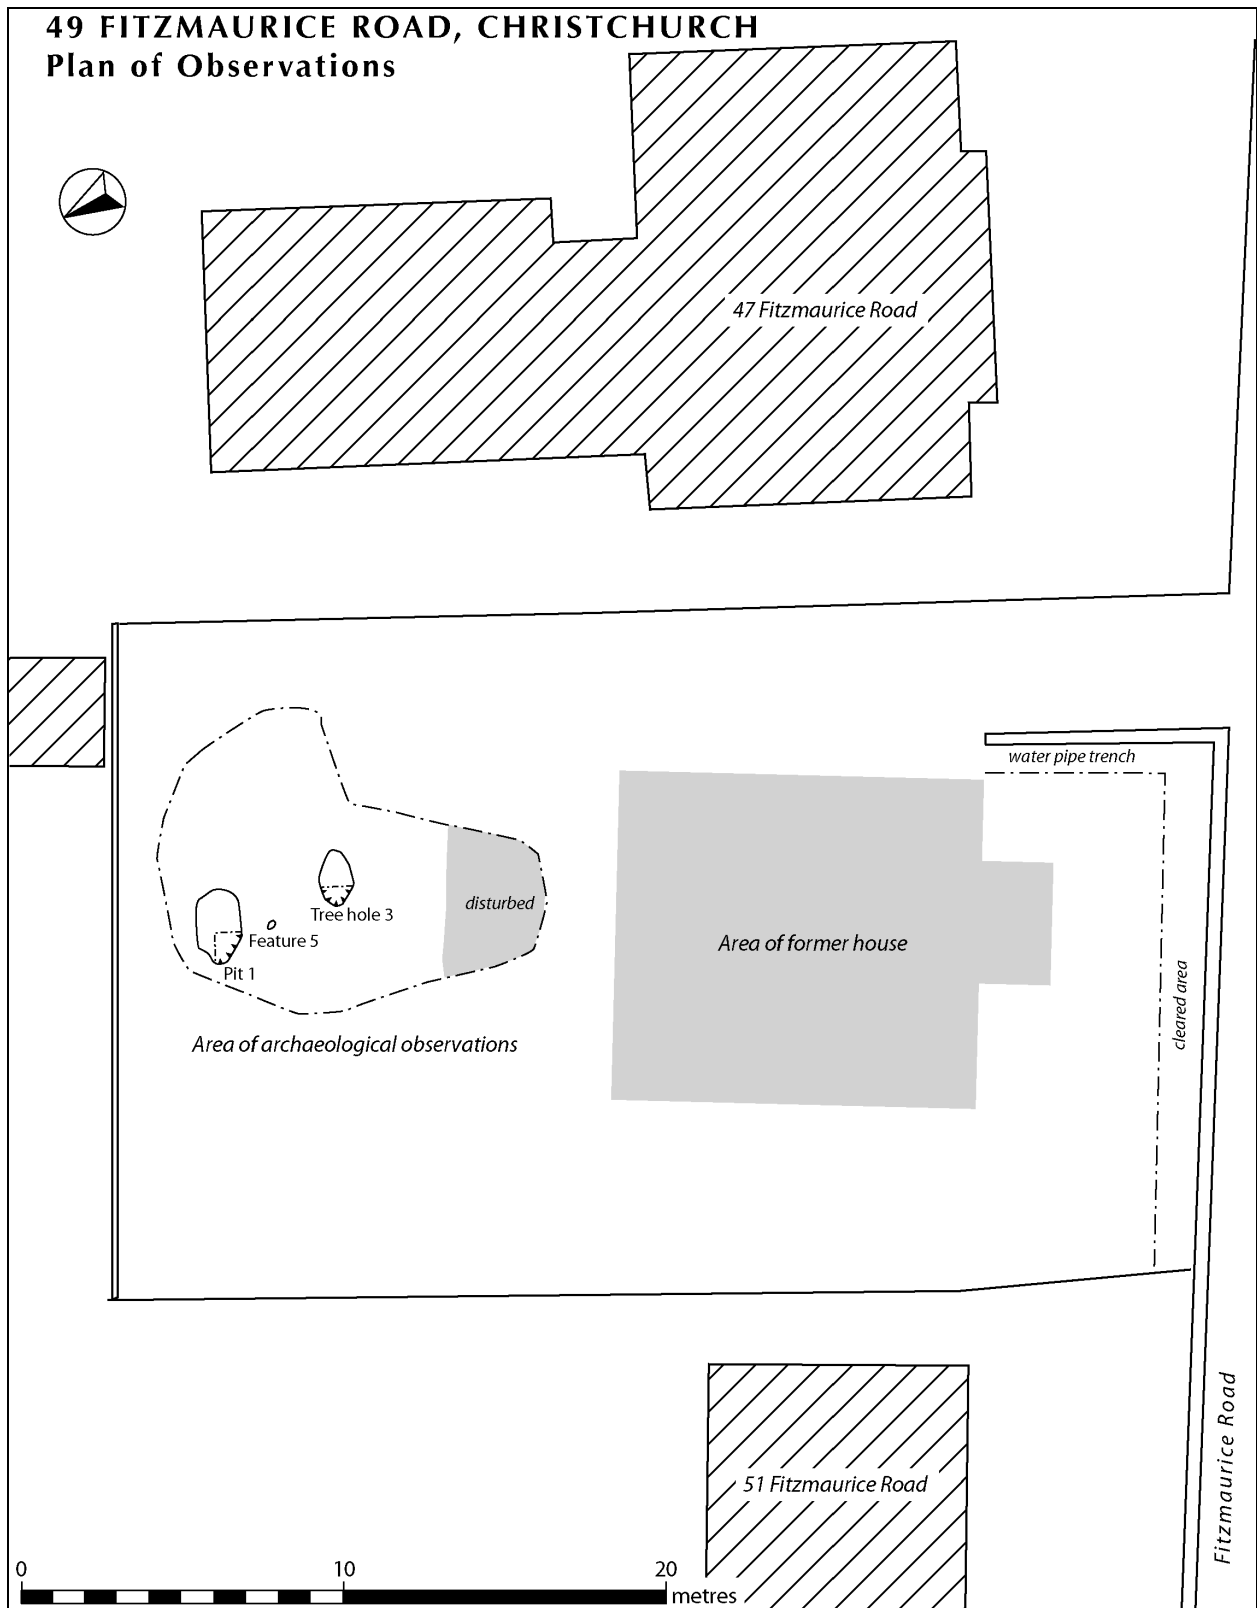 49 FITZMAURICE ROAD, CHRISTCHURCH
Plan of Observations
47 Fitzmaurice Road
water pipe trench
disturbed
Tree hole 3
Feature 5
Pit 1
Area of former house
cleared area
Area of archaeological observations
51 Fitzmaurice Road
Fitzmaurice Road
0 10 20
metres